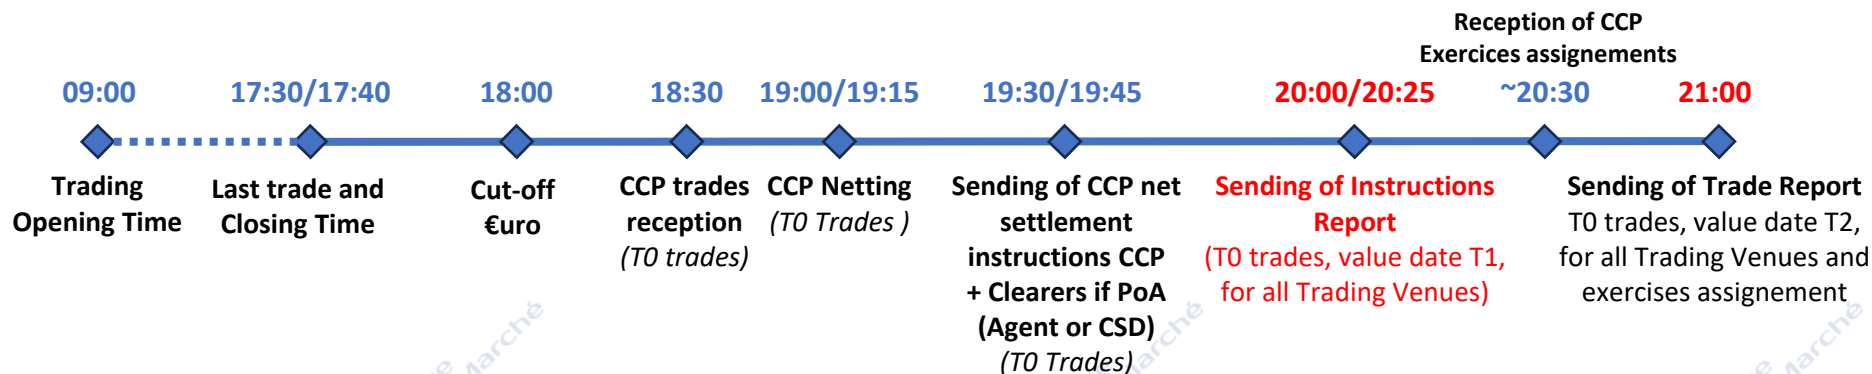 Reception of CCP
Exercices assignements
09:00
17:30/17:40
18:00
18:30
19:00/19:15
19:30/19:45
20:00/20:25
~20:30
21:00
Trading
Opening Time
Last trade and
Closing Time
Cut-off
€uro
CCP trades
reception
(T0 trades)
CCP Netting
(T0 Trades )
Sending of CCP net
settlement
instructions CCP
+ Clearers if PoA
(Agent or CSD)
(T0 Trades)
Sending of Instructions
Report
(T0 trades, value date T1,
for all Trading Venues)
Sending of Trade Report
T0 trades, value date T2,
for all Trading Venues and
exercises assignement
Marché
Marché
Marché